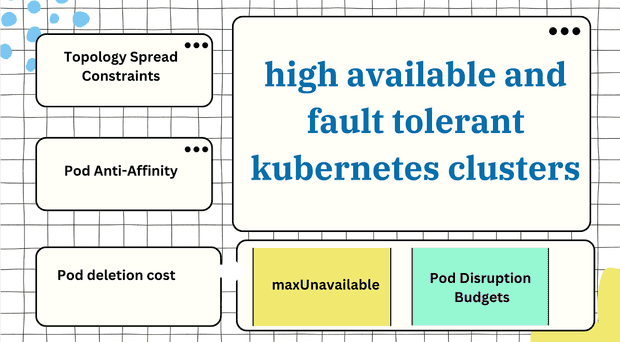 Topology Spread
Constraints
high available and
fault tolerant
kubernetes clusters
Pod Anti-Affinity
Pod deletion cost
maxUnavailable
Pod Disruption
Budgets